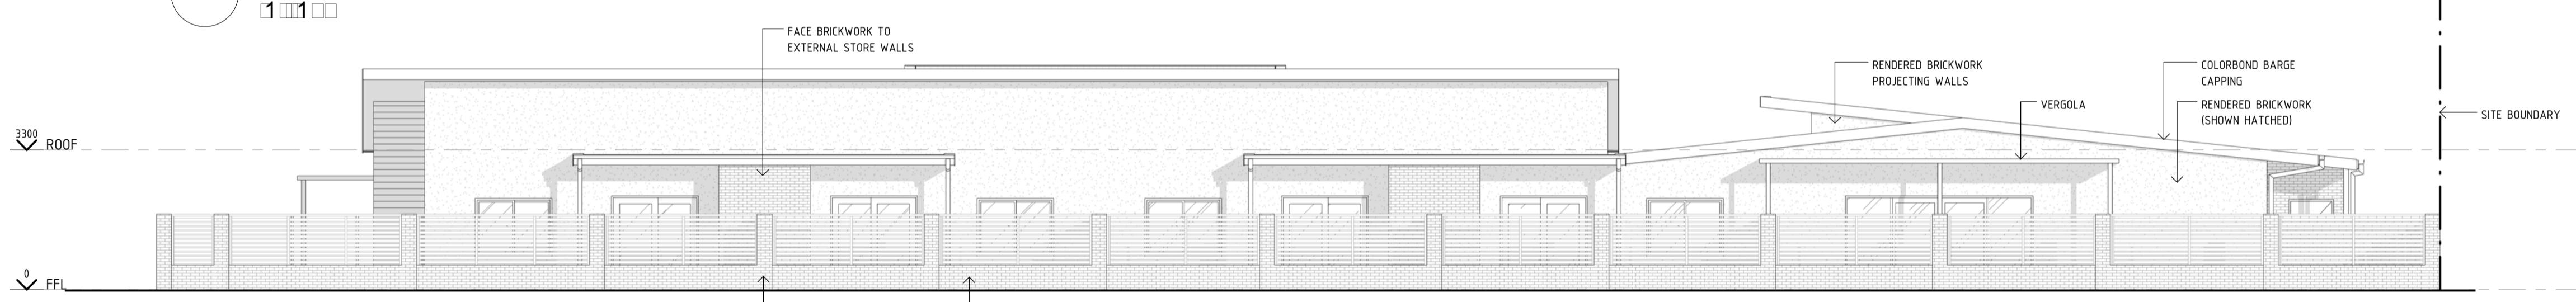 FACE BRICKWORK TO
EXTERNAL STORE WALLS
RENDERED BRICKWORK
PROJECTING WALLS
COLORBOND BARGE
CAPPING
VERGOLA
RENDERED BRICKWORK
(SHOWN HATCHED)
SITE BOUNDARY
3300
ROOF
0
FFL